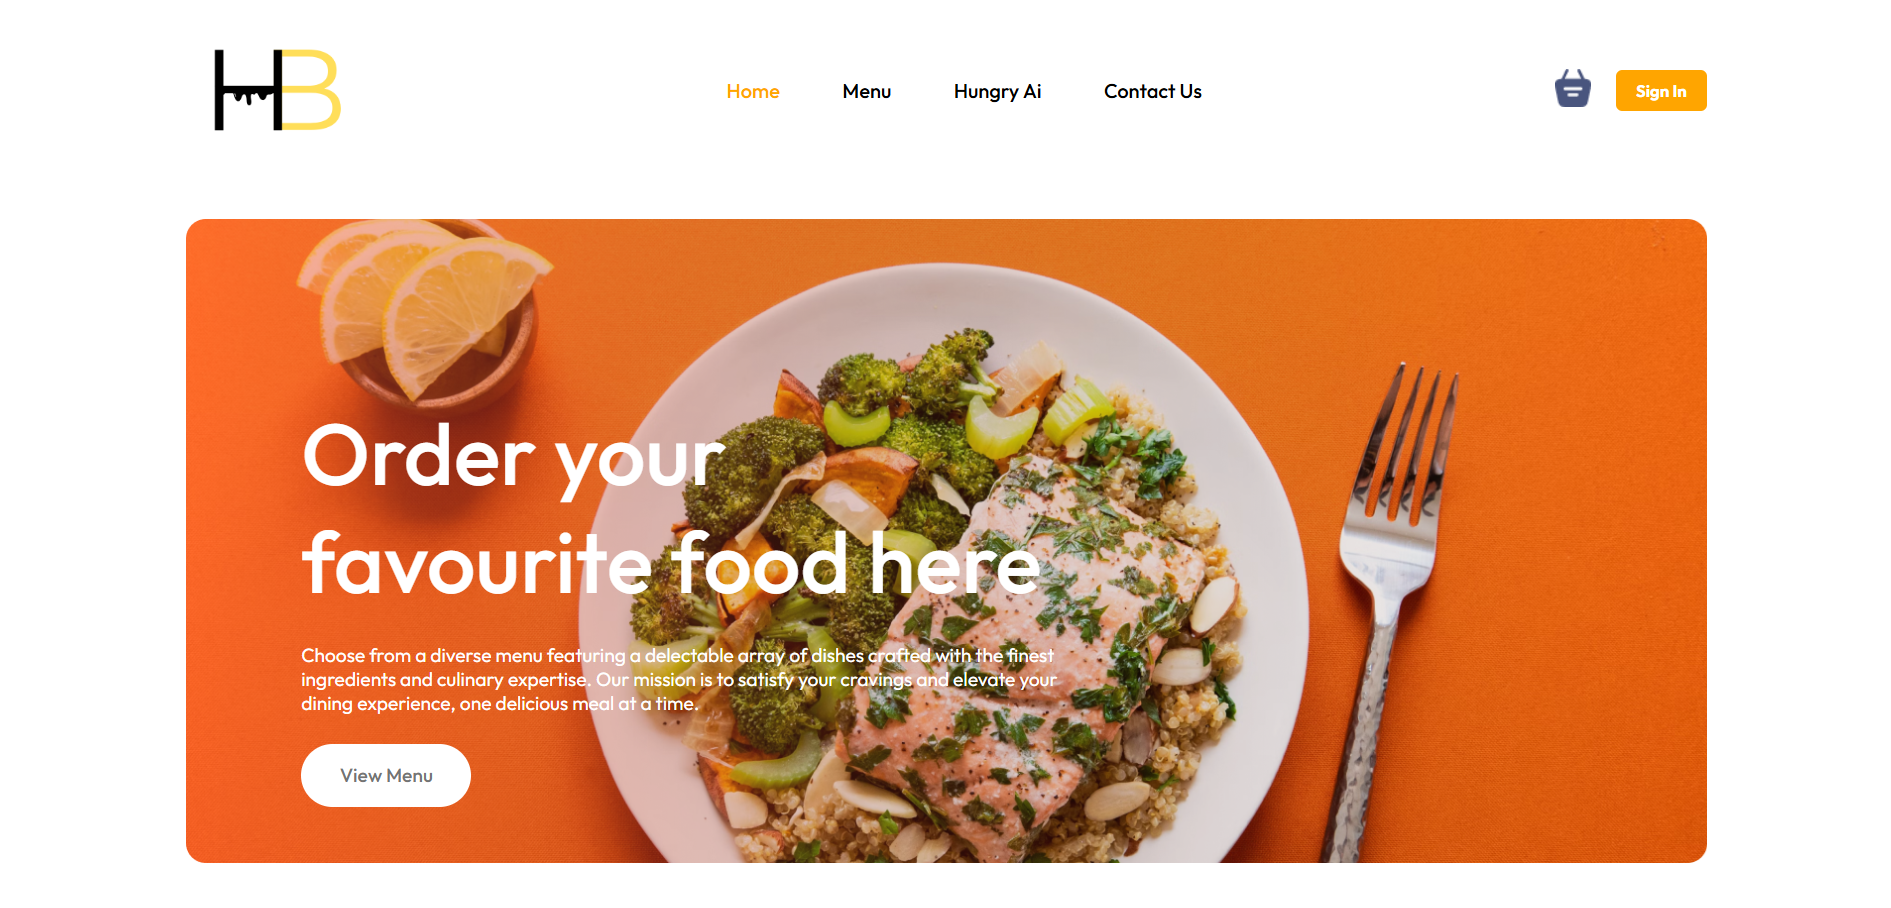 HB
Home Menu Hungry Ai Contact Us Sign In
Order your
favourite food here
Choose from a diverse menu featuring a delectable array of dishes crafted with the finest
ingredients and culinary expertise. Our mission is to satisfy your cravings and elevate your
dining experience, one delicious meal at a time.
View Menu